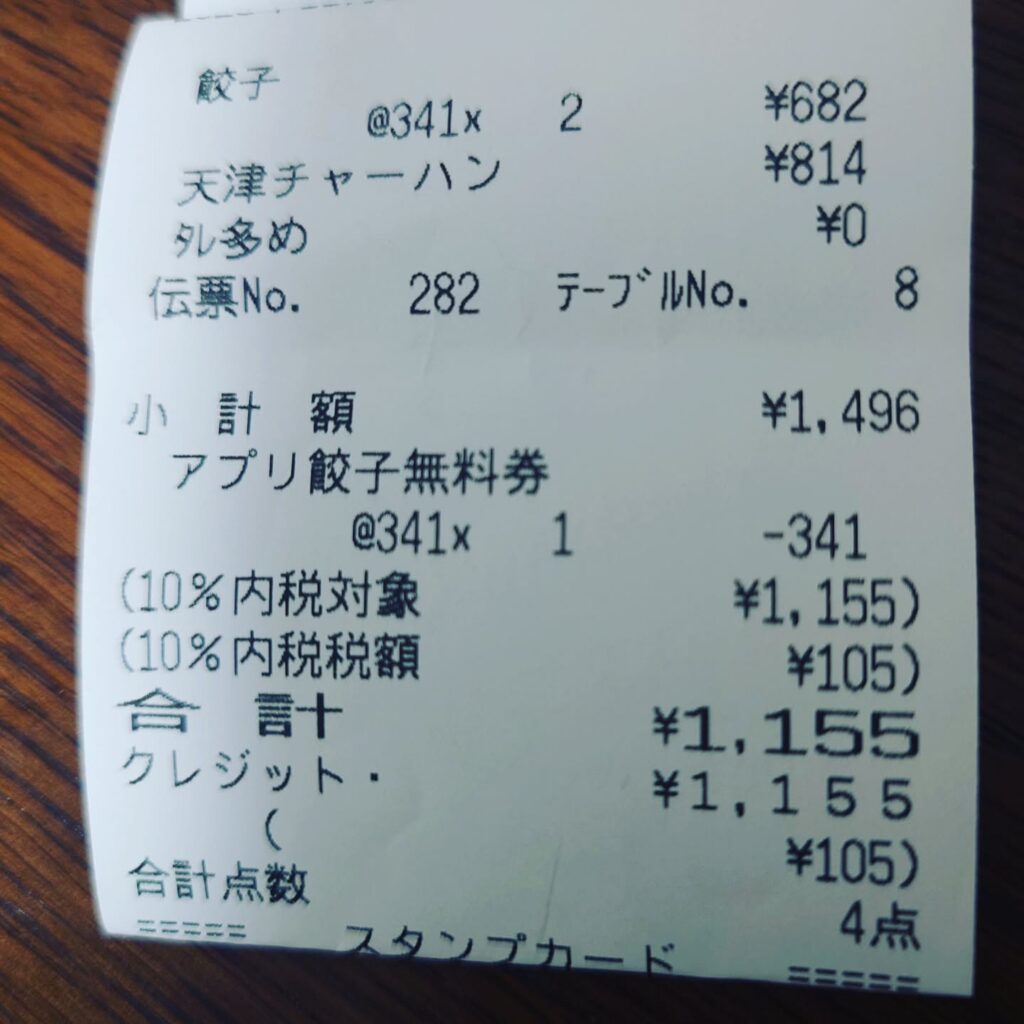 餃子
@341x 2 ¥682
天津チャーハン ¥814
タレ多め ¥0
伝票No. 282 テーブルNo. 8
小計額 ¥1,496
アプリ餃子無料券
@341x 1 -341
(10%内税対象 ¥1,155)
(10%内税税額 ¥105)
合計 ¥1,155
クレジット・ ¥1,155
( ¥105)
合計点数 4点
===== スタンプカード =====